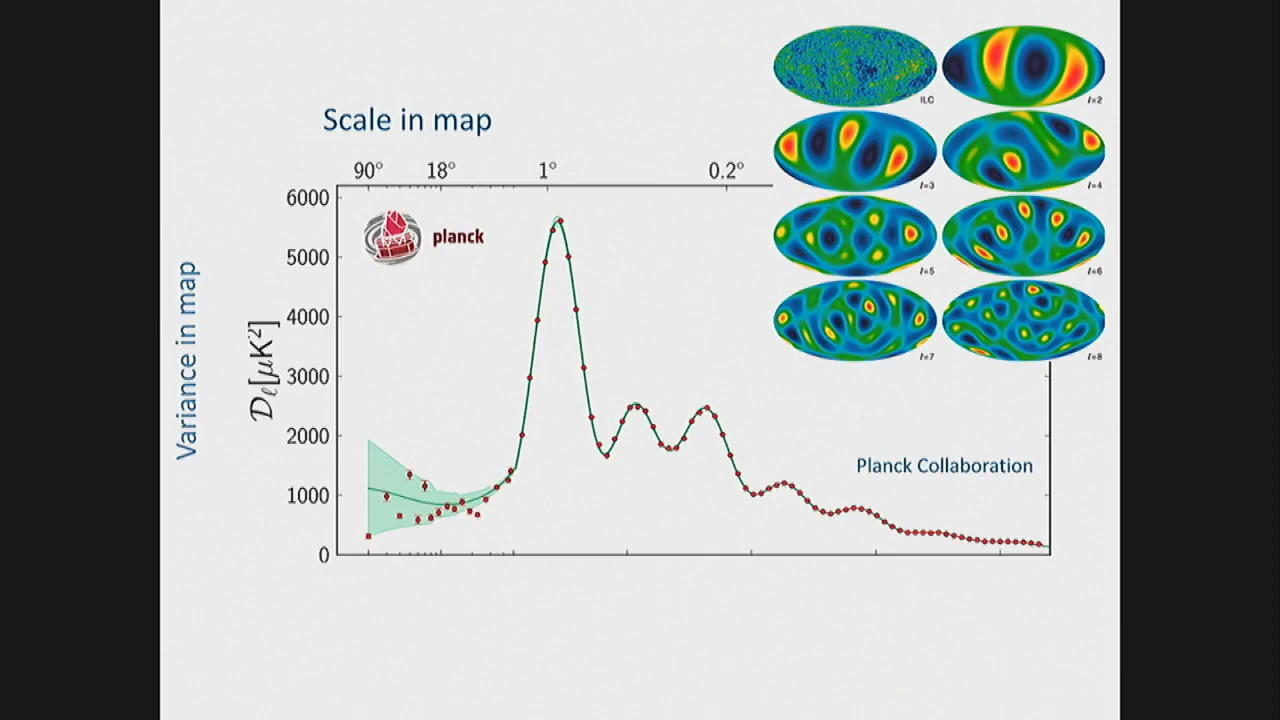 Scale in map
90° 18° 1° 0.2°
6000
5000
4000
3000
2000
1000
0
Variance in map
𝒟ℓ[μK²]
planck
Planck Collaboration
ILC
ℓ=2
ℓ=3
ℓ=4
ℓ=5
ℓ=6
ℓ=7
ℓ=8